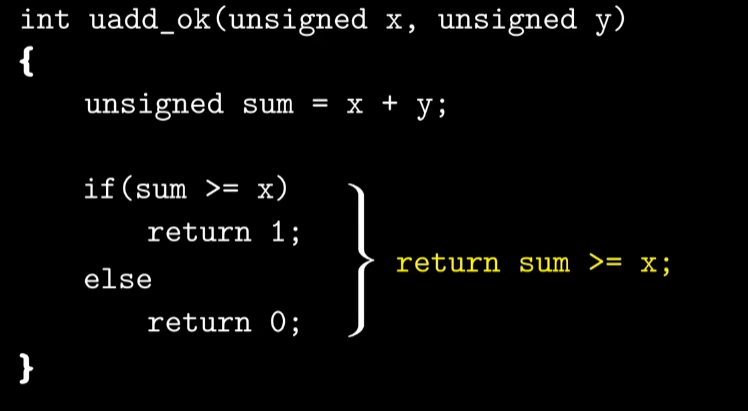 int uadd_ok(unsigned x, unsigned y)
{
unsigned sum = x + y;
if(sum >= x)
return 1;
return sum >= x;
else
return 0;
}